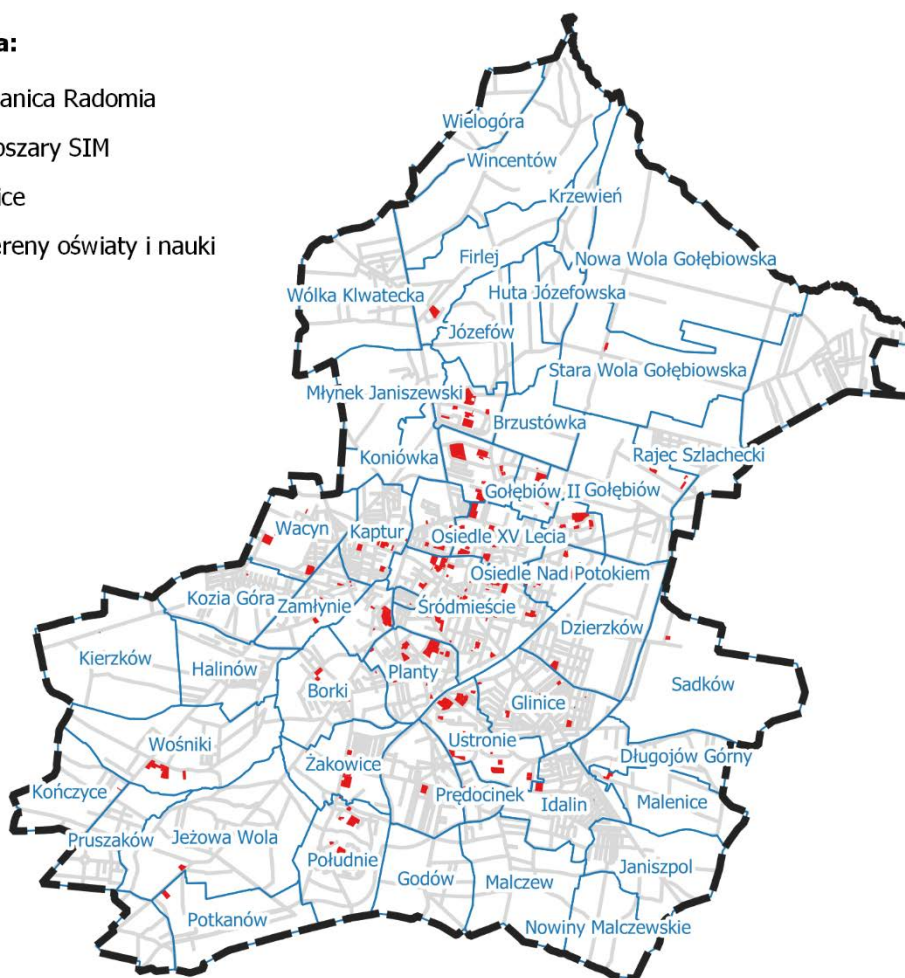 a:
anica Radomia
bszary SIM
ice
ereny oświaty i nauki
Wielogóra
Wincentów
Krzewień
Firlej
Nowa Wola Gołębiowska
Wólka Klwatecka
Huta Józefowska
Józefów
Stara Wola Gołębiowska
Młynek Janiszewski
Brzustówka
Koniówka
Rajec Szlachecki
Gołębiów II
Gołębiów
Wacyn
Kaptur
Osiedle XV Lecia
Osiedle Nad Potokiem
Kozia Góra
Zamłynie
Śródmieście
Dzierzków
Kierzków
Halinów
Planty
Borki
Glinice
Sadków
Wośniki
Ustronie
Żakowice
Długojów Górny
Kończyce
Prędocinek
Idalin
Malenice
Pruszaków
Jeżowa Wola
Południe
Godów
Malczew
Janiszpol
Potkanów
Nowiny Malczewskie